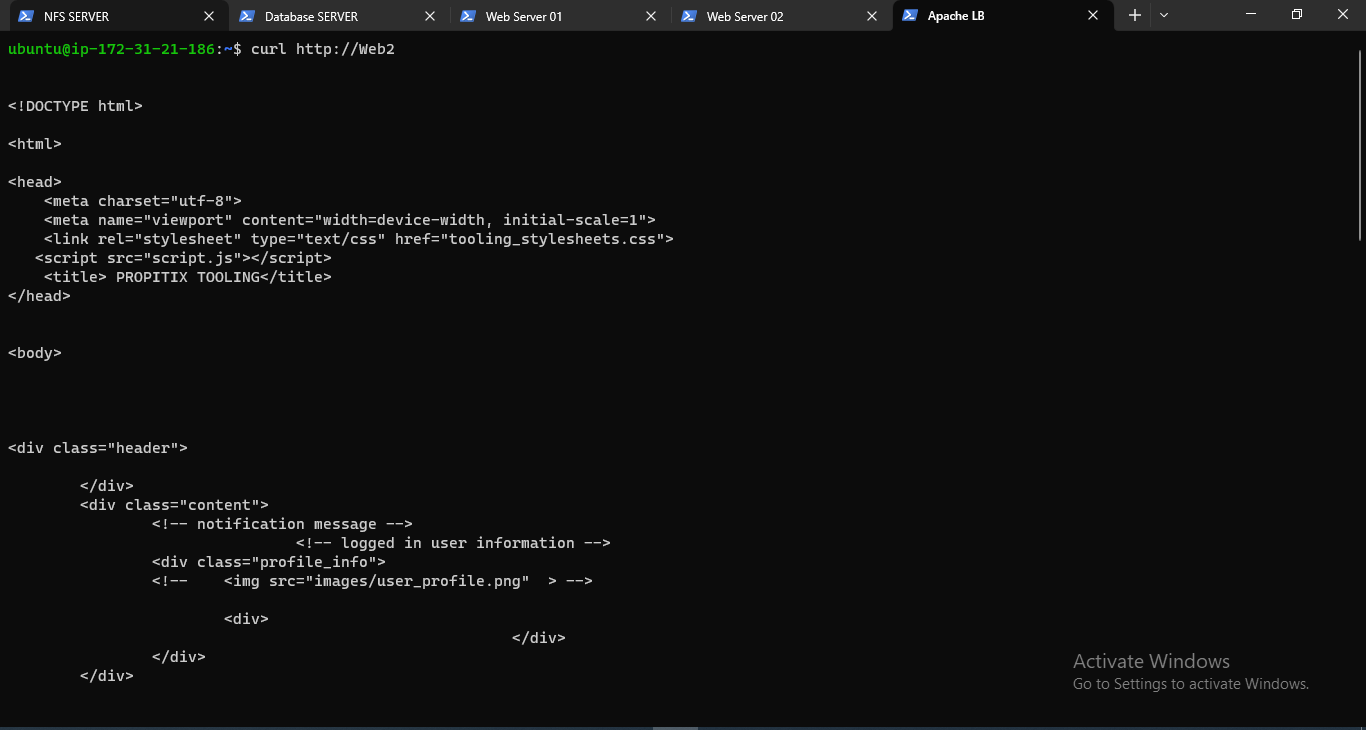 NFS SERVER
Database SERVER
Web Server 01
Web Server 02
Apache LB
ubuntu@ip-172-31-21-186:~$ curl http://Web2
<!DOCTYPE html>
<html>
<head>
    <meta charset="utf-8">
    <meta name="viewport" content="width=device-width, initial-scale=1">
    <link rel="stylesheet" type="text/css" href="tooling_stylesheets.css">
   <script src="script.js"></script>
    <title> PROPITIX TOOLING</title>
</head>
<body>
<div class="header">
        </div>
        <div class="content">
                <!-- notification message -->
                                <!-- logged in user information -->
                <div class="profile_info">
                <!--    <img src="images/user_profile.png"  > -->
                        <div>
                                                        </div>
                </div>
        </div>
Activate Windows
Go to Settings to activate Windows.